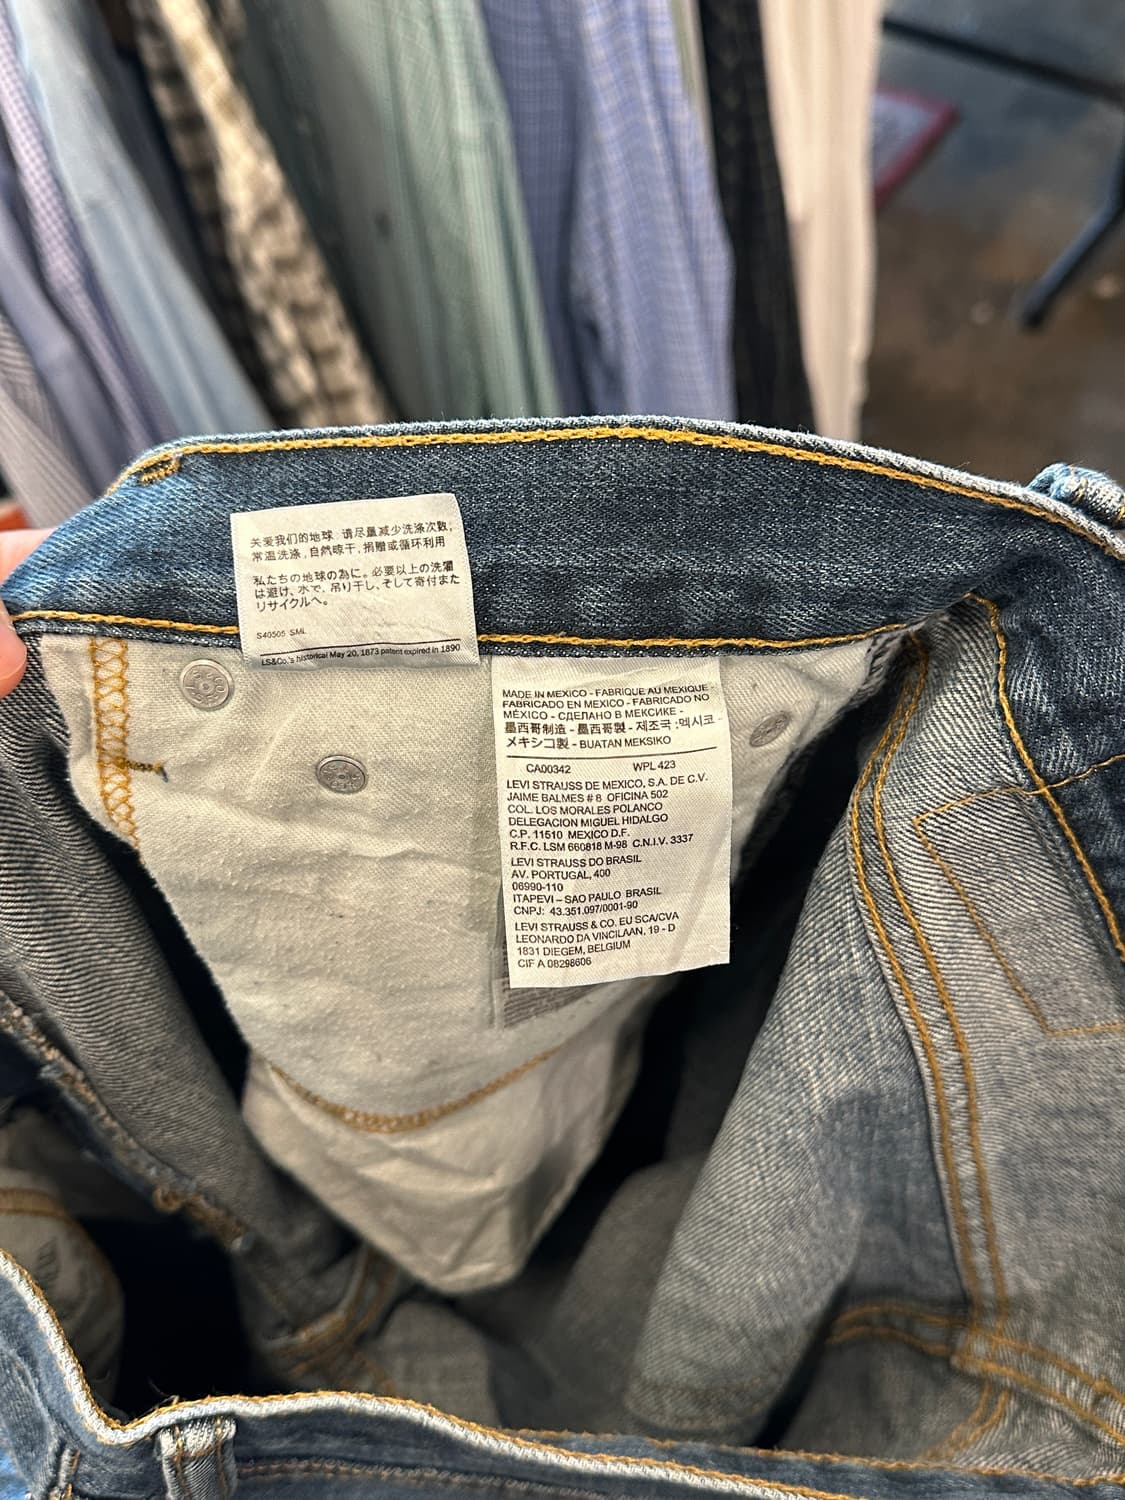 关爱我们的地球，请尽量减少洗涤次数，
常温洗涤，自然晾干，捐赠或循环利用
私たちの地球の為に。必要以上の洗濯
は避け、水で、吊り干し、そして寄付また
リサイクルへ。
S40505 SML
LS&Co.'s historical May 20, 1873 patent expired in 1890
MADE IN MEXICO - FABRIQUE AU MEXIQUE -
FABRICADO EN MEXICO - FABRICADO NO
MÉXICO - СДЕЛАНО В МЕКСИКЕ -
墨西哥制造 - 墨西哥製 - 제조국 :멕시코 -
メキシコ製 - BUATAN MEKSIKO
CA00342 WPL 423
LEVI STRAUSS DE MEXICO, S.A. DE C.V.
JAIME BALMES # 8 OFICINA 502
COL. LOS MORALES POLANCO
DELEGACION MIGUEL HIDALGO
C.P. 11510 MEXICO D.F.
R.F.C. LSM 660818 M-98 C.N.I.V. 3337
LEVI STRAUSS DO BRASIL
AV. PORTUGAL, 400
06990-110
ITAPEVI – SAO PAULO BRASIL
CNPJ: 43.351.097/0001-90
LEVI STRAUSS & CO. EU SCA/CVA
LEONARDO DA VINCILAAN, 19 - D
1831 DIEGEM, BELGIUM
CIF A 08298606